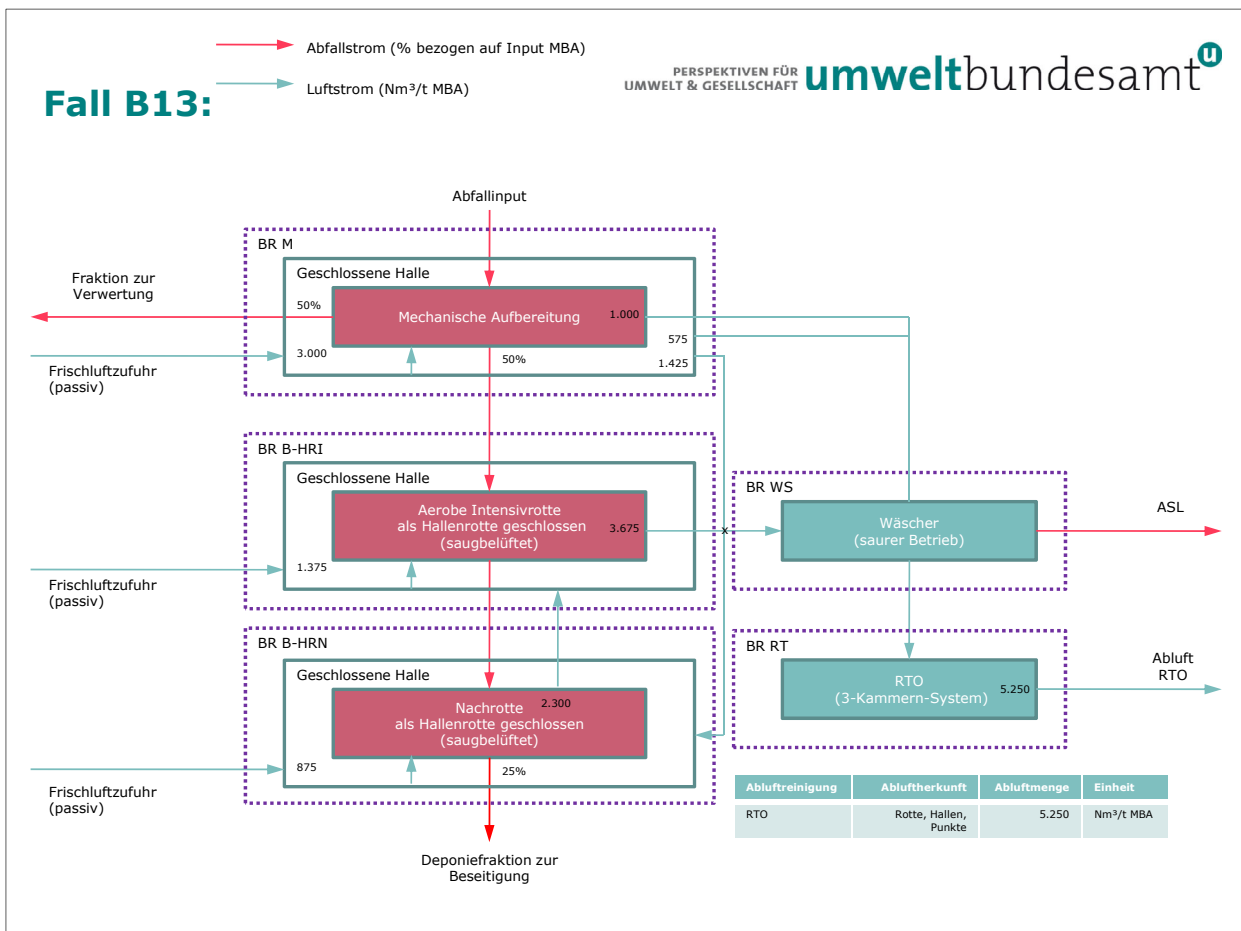 Abfallstrom (% bezogen auf Input MBA)
Luftstrom (Nm³/t MBA)
Fall B13:
PERSPEKTIVEN FÜR
UMWELT & GESELLSCHAFT
umweltbundesamt
u
Abfallinput
BR M
Geschlossene Halle
Fraktion zur
Verwertung
50%
Mechanische Aufbereitung
1.000
575
3.000
50%
1.425
Frischluftzufuhr
(passiv)
BR B-HRI
Geschlossene Halle
Aerobe Intensivrotte
als Hallenrotte geschlossen
(saugbelüftet)
3.675
x
1.375
Frischluftzufuhr
(passiv)
BR WS
Wäscher
(saurer Betrieb)
ASL
BR B-HRN
Geschlossene Halle
Nachrotte
als Hallenrotte geschlossen
(saugbelüftet)
2.300
875
25%
Frischluftzufuhr
(passiv)
BR RT
RTO
(3-Kammern-System)
5.250
Abluft
RTO
Abluftreinigung Abluftherkunft Abluftmenge Einheit
RTO Rotte, Hallen, 5.250 Nm³/t MBA
Punkte
Deponiefraktion zur
Beseitigung